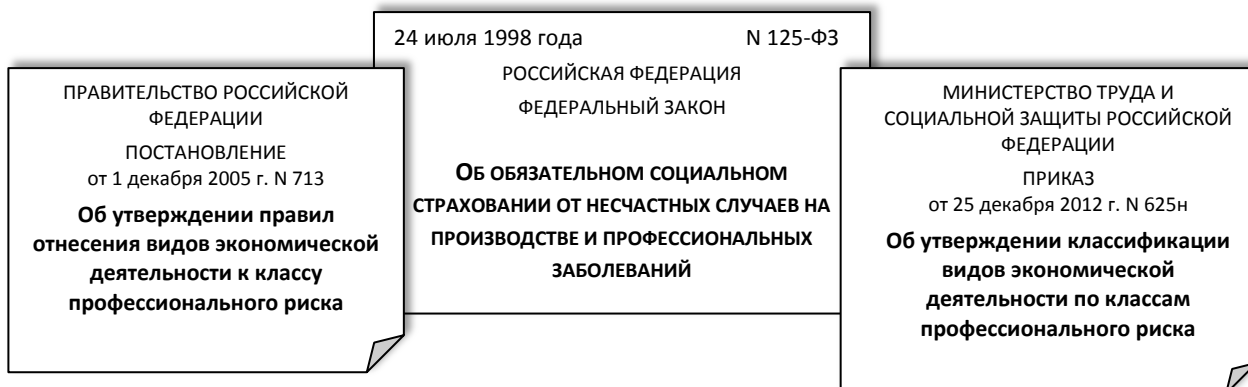 24 июля 1998 года N 125-ФЗ
РОССИЙСКАЯ ФЕДЕРАЦИЯ
ФЕДЕРАЛЬНЫЙ ЗАКОН
ОБ ОБЯЗАТЕЛЬНОМ СОЦИАЛЬНОМ
СТРАХОВАНИИ ОТ НЕСЧАСТНЫХ СЛУЧАЕВ НА
ПРОИЗВОДСТВЕ И ПРОФЕССИОНАЛЬНЫХ
ЗАБОЛЕВАНИЙ
ПРАВИТЕЛЬСТВО РОССИЙСКОЙ
ФЕДЕРАЦИИ
ПОСТАНОВЛЕНИЕ
от 1 декабря 2005 г. N 713
Об утверждении правил
отнесения видов экономической
деятельности к классу
профессионального риска
МИНИСТЕРСТВО ТРУДА И
СОЦИАЛЬНОЙ ЗАЩИТЫ РОССИЙСКОЙ
ФЕДЕРАЦИИ
ПРИКАЗ
от 25 декабря 2012 г. N 625н
Об утверждении классификации
видов экономической
деятельности по классам
профессионального риска